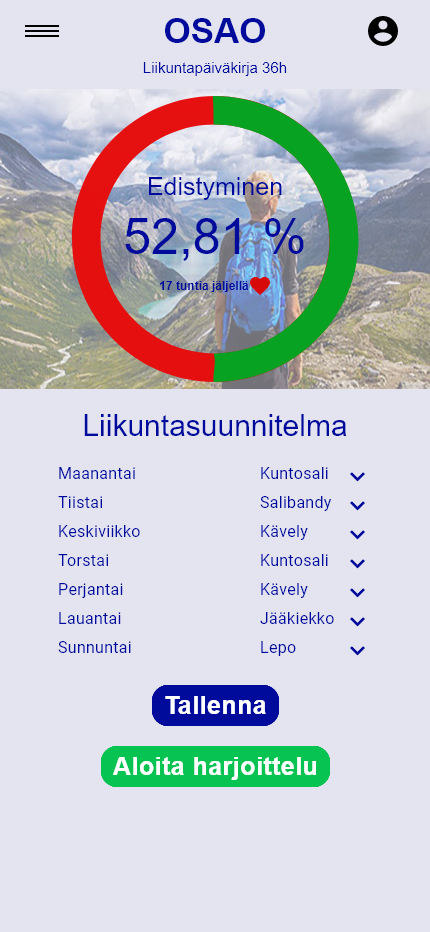 OSAO
Liikuntapäiväkirja 36h
Edistyminen
52,81 %
17 tuntia jäljellä
Liikuntasuunnitelma
Maanantai Kuntosali
Tiistai Salibandy
Keskiviikko Kävely
Torstai Kuntosali
Perjantai Kävely
Lauantai Jääkiekko
Sunnuntai Lepo
Tallenna
Aloita harjoittelu